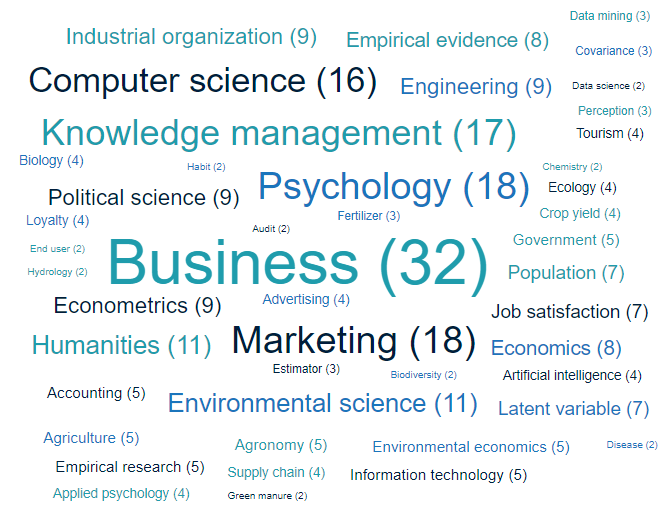 Data mining (3)
Industrial organization (9)
Empirical evidence (8)
Covariance (3)
Computer science (16)
Engineering (9)
Data science (2)
Perception (3)
Knowledge management (17)
Tourism (4)
Biology (4)
Habit (2)
Chemistry (2)
Psychology (18)
Ecology (4)
Political science (9)
Fertilizer (3)
Crop yield (4)
Loyalty (4)
Audit (2)
Government (5)
End user (2)
Business (32)
Hydrology (2)
Population (7)
Econometrics (9)
Advertising (4)
Job satisfaction (7)
Humanities (11)
Marketing (18)
Economics (8)
Estimator (3)
Biodiversity (2)
Artificial intelligence (4)
Accounting (5)
Environmental science (11)
Latent variable (7)
Agriculture (5)
Agronomy (5)
Environmental economics (5)
Disease (2)
Empirical research (5)
Supply chain (4)
Information technology (5)
Applied psychology (4)
Green manure (2)